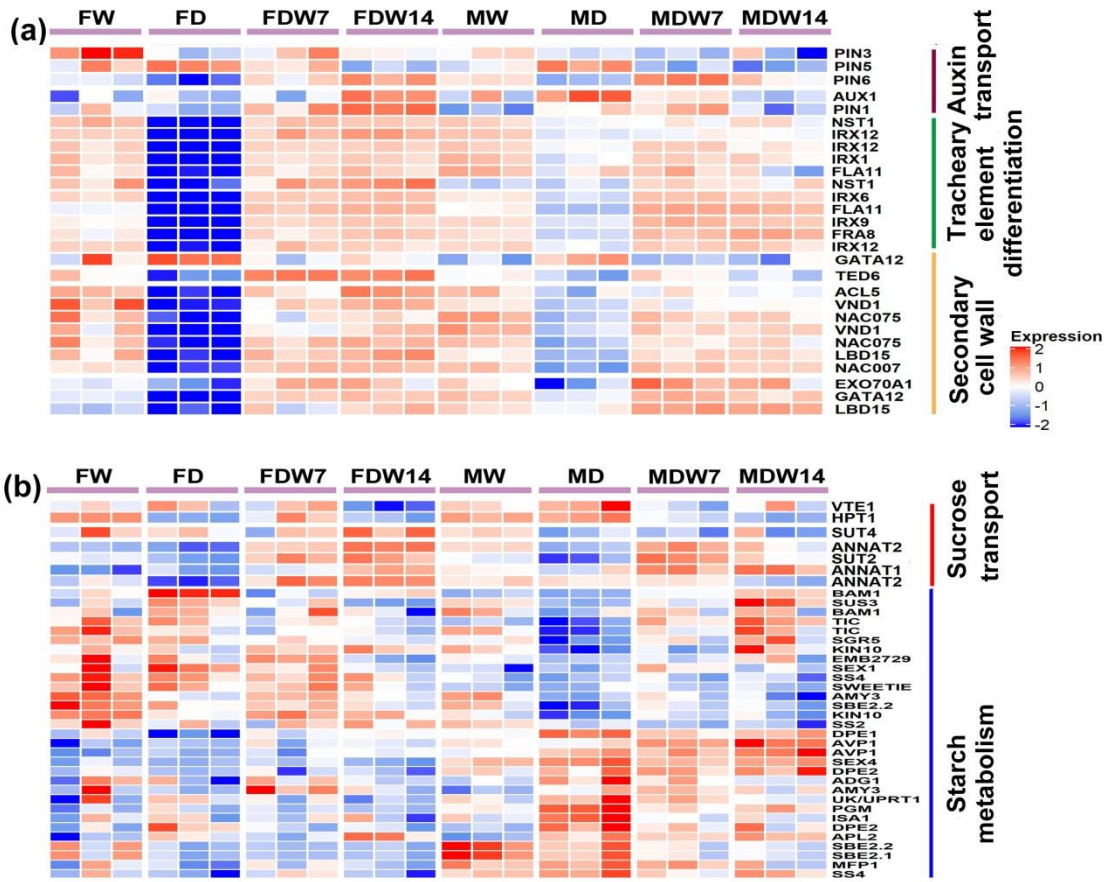 (a)
FW FD FDW7 FDW14 MW MD MDW7 MDW14
PIN3
PIN5
PIN6
AUX1
PIN1
NST1
IRX12
IRX12
IRX1
FLA11
NST1
IRX6
FLA11
IRX9
FRA8
IRX12
GATA12
TED6
ACL5
VND1
NAC075
VND1
NAC075
LBD15
NAC007
EXO70A1
GATA12
LBD15
Auxin
transport
Tracheary
element
differentiation
Secondary
cell wall
Expression
2
1
0
-1
-2
(b)
FW FD FDW7 FDW14 MW MD MDW7 MDW14
VTE1
HPT1
SUT4
ANNAT2
SUT2
ANNAT1
ANNAT2
BAM1
SUS3
BAM1
TIC
TIC
SGR5
KIN10
EMB2729
SEX1
SS4
SWEETIE
AMY3
SBE2.2
KIN10
SS2
DPE1
AVP1
AVP1
SEX4
DPE2
ADG1
AMY3
UK/UPRT1
PGM
ISA1
DPE2
APL2
SBE2.2
SBE2.1
MFP1
SS4
Sucrose
transport
Starch
metabolism